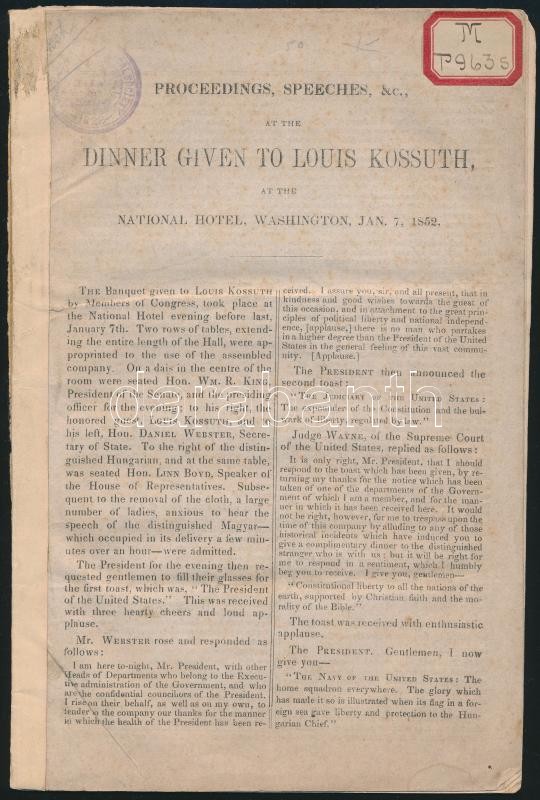 M
P963s
50
PROCEEDINGS, SPEECHES, &c.,
AT THE
DINNER GIVEN TO LOUIS KOSSUTH,
AT THE
NATIONAL HOTEL, WASHINGTON, JAN. 7, 1852.
The Banquet given to Louis Kossuth
by Members of Congress, took place at
the National Hotel evening before last,
January 7th. Two rows of tables, extend-
ing the entire length of the Hall, were ap-
propriated to the use of the assembled
company. On a dais in the centre of the
room were seated Hon. Wm. R. King,
President of the Senate, and the presiding
officer for the evening; to his right, the
honored guest, Louis Kossuth, and on
his left, Hon. Daniel Webster, Secre-
tary of State. To the right of the distin-
guished Hungarian, and at the same table,
was seated Hon. Linn Boyd, Speaker of
the House of Representatives. Subse-
quent to the removal of the cloth, a large
number of ladies, anxious to hear the
speech of the distinguished Magyar—
which occupied in its delivery a few min-
utes over an hour—were admitted.
The President for the evening then re-
quested gentlemen to fill their glasses for
the first toast, which was, "The President
of the United States." This was received
with three hearty cheers and loud ap-
plause.
Mr. Webster rose and responded as
follows:
I am here to-night, Mr. President, with other
Heads of Departments who belong to the Execu-
tive administration of the Government, and who
are the confidential councilors of the President.
I rise on their behalf, as well as on my own, to
tender to the company our thanks for the manner
in which the health of the President has been re-
ceived. I assure you, sir, and all present, that in
kindness and good wishes towards the guest of
this occasion, and in attachment to the great prin-
ciples of political liberty and national independ-
ence, [applause,] there is no man who partakes
in a higher degree than the President of the United
States in the general feeling of this vast commu-
nity. [Applause.]
The President then announced the
second toast:
"The Judiciary of the United States:
The expounder of the Constitution and the bul-
wark of liberty, regulated by law."
Judge Wayne, of the Supreme Court
of the United States, replied as follows:
It is only right, Mr. President, that I should
respond to the toast which has been given, by re-
turning my thanks for the notice which has been
taken of one of the departments of the Govern-
ment of which I am a member, and for the man-
ner in which it has been received here. It would
not be right, however, for me to trespass upon the
time of this company by alluding to any of those
historical incidents which have induced you to
give a complimentary dinner to the distinguished
stranger who is with us; but it will be right for
me to respond in a sentiment, which I humbly
beg you to receive. I give you, gentlemen—
"Constitutional liberty to all the nations of the
earth, supported by Christian faith and the mo-
rality of the Bible."
The toast was received with enthusiastic
applause.
The President. Gentlemen, I now
give you—
"The Navy of the United States: The
home squadron everywhere. The glory which
has made it so is illustrated when its flag in a for-
eign sea gave liberty and protection to the Hun-
garian Chief."
darabanth